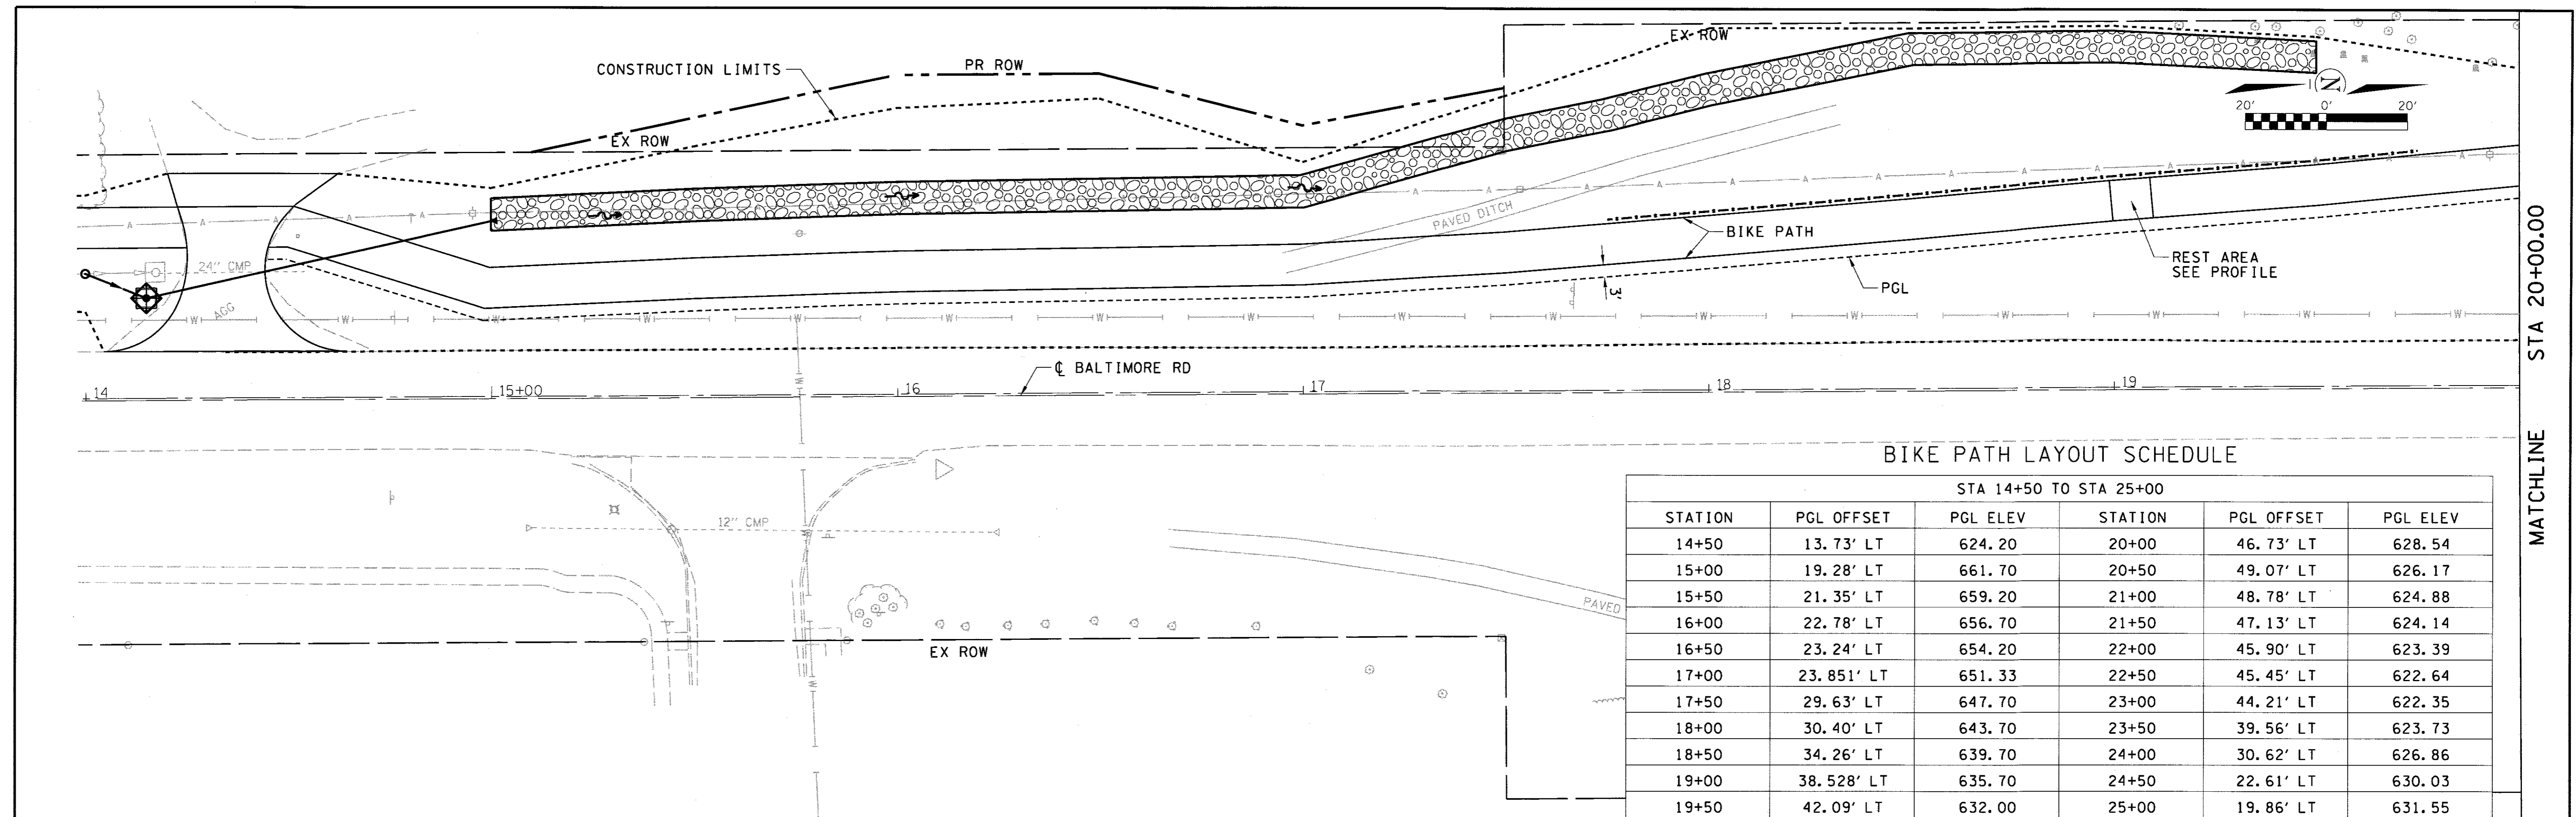 CONSTRUCTION LIMITS
PR ROW
EX ROW
EX ROW
N
20' 0' 20'
A A A A A A A A A A A A A A A A
24" CMP
AGG
PAVED DITCH
BIKE PATH
REST AREA
SEE PROFILE
PGL
3'
W W W W W W W W W W W W W W W W
℄ BALTIMORE RD
14 15+00 16 17 18 19
MATCHLINE STA 20+00.00
12" CMP
PAVED
EX ROW
BIKE PATH LAYOUT SCHEDULE
STA 14+50 TO STA 25+00
STATION PGL OFFSET PGL ELEV STATION PGL OFFSET PGL ELEV
14+50 13.73' LT 624.20 20+00 46.73' LT 628.54
15+00 19.28' LT 661.70 20+50 49.07' LT 626.17
15+50 21.35' LT 659.20 21+00 48.78' LT 624.88
16+00 22.78' LT 656.70 21+50 47.13' LT 624.14
16+50 23.24' LT 654.20 22+00 45.90' LT 623.39
17+00 23.851' LT 651.33 22+50 45.45' LT 622.64
17+50 29.63' LT 647.70 23+00 44.21' LT 622.35
18+00 30.40' LT 643.70 23+50 39.56' LT 623.73
18+50 34.26' LT 639.70 24+00 30.62' LT 626.86
19+00 38.528' LT 635.70 24+50 22.61' LT 630.03
19+50 42.09' LT 632.00 25+00 19.86' LT 631.55